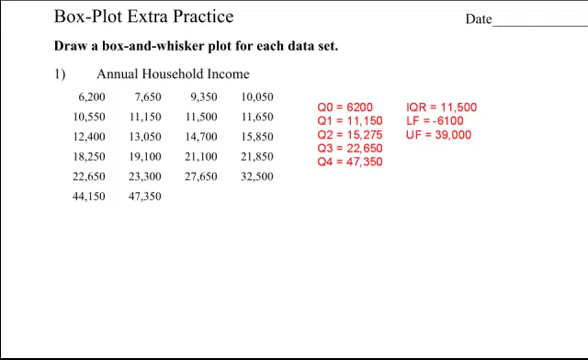 Box-Plot Extra Practice Date
Draw a box-and-whisker plot for each data set.
1) Annual Household Income
6,200 7,650 9,350 10,050
10,550 11,150 11,500 11,650
12,400 13,050 14,700 15,850
18,250 19,100 21,100 21,850
22,650 23,300 27,650 32,500
44,150 47,350
Q0 = 6200 IQR = 11,500
Q1 = 11,150 LF = -6100
Q2 = 15,275 UF = 39,000
Q3 = 22,650
Q4 = 47,350